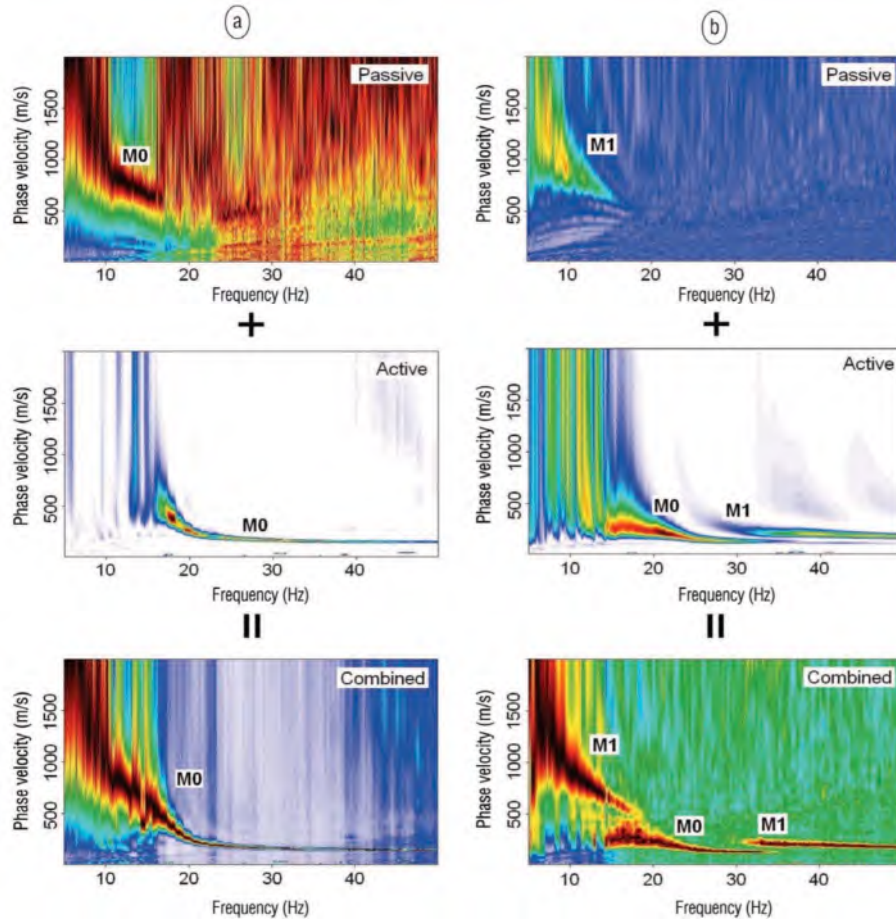 a
Passive
M0
Phase velocity (m/s)
500 1000 1500
10 20 30 40
Frequency (Hz)
+
Active
M0
Phase velocity (m/s)
500 1000 1500
10 20 30 40
Frequency (Hz)
=
Combined
M0
Phase velocity (m/s)
500 1000 1500
10 20 30 40
Frequency (Hz)
b
Passive
M1
Phase velocity (m/s)
500 1000 1500
10 20 30 40
Frequency (Hz)
+
Active
M0
M1
Phase velocity (m/s)
500 1000 1500
10 20 30 40
Frequency (Hz)
=
Combined
M1
M0
M1
Phase velocity (m/s)
500 1000 1500
10 20 30 40
Frequency (Hz)